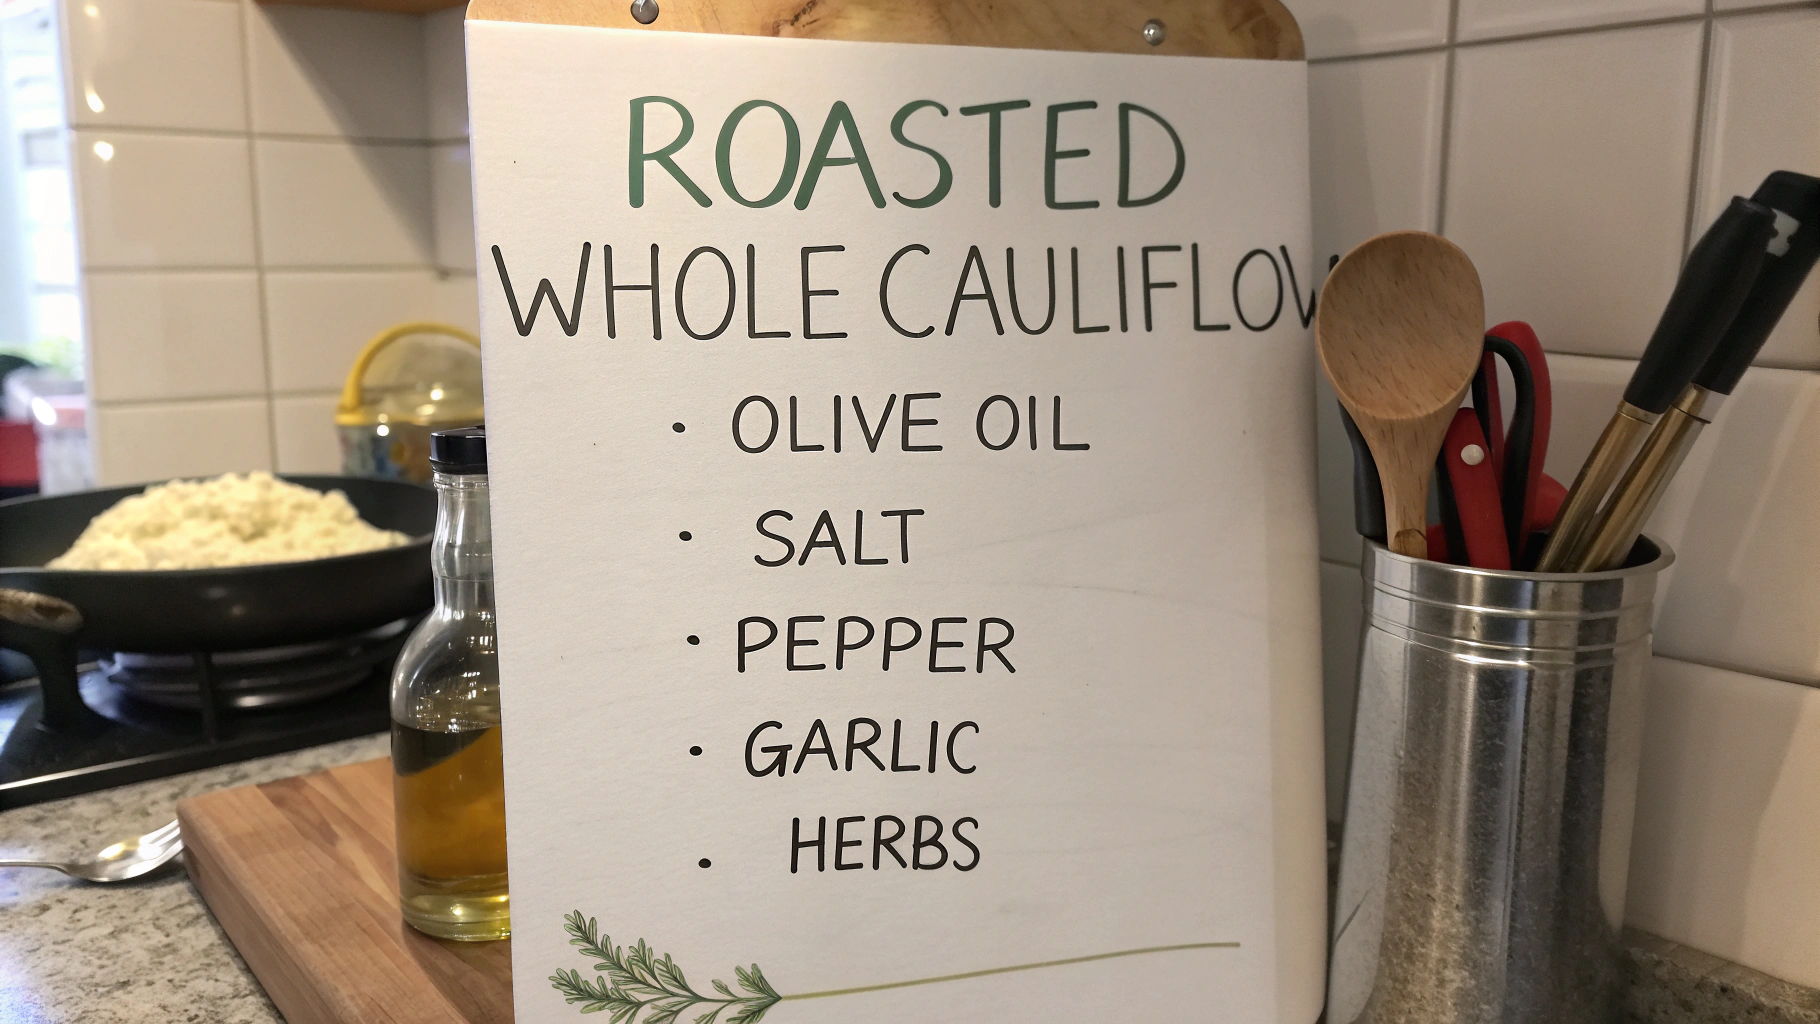 ROASTED
WHOLE CAULIFLOW
• OLIVE OIL
• SALT
• PEPPER
• GARLIC
• HERBS